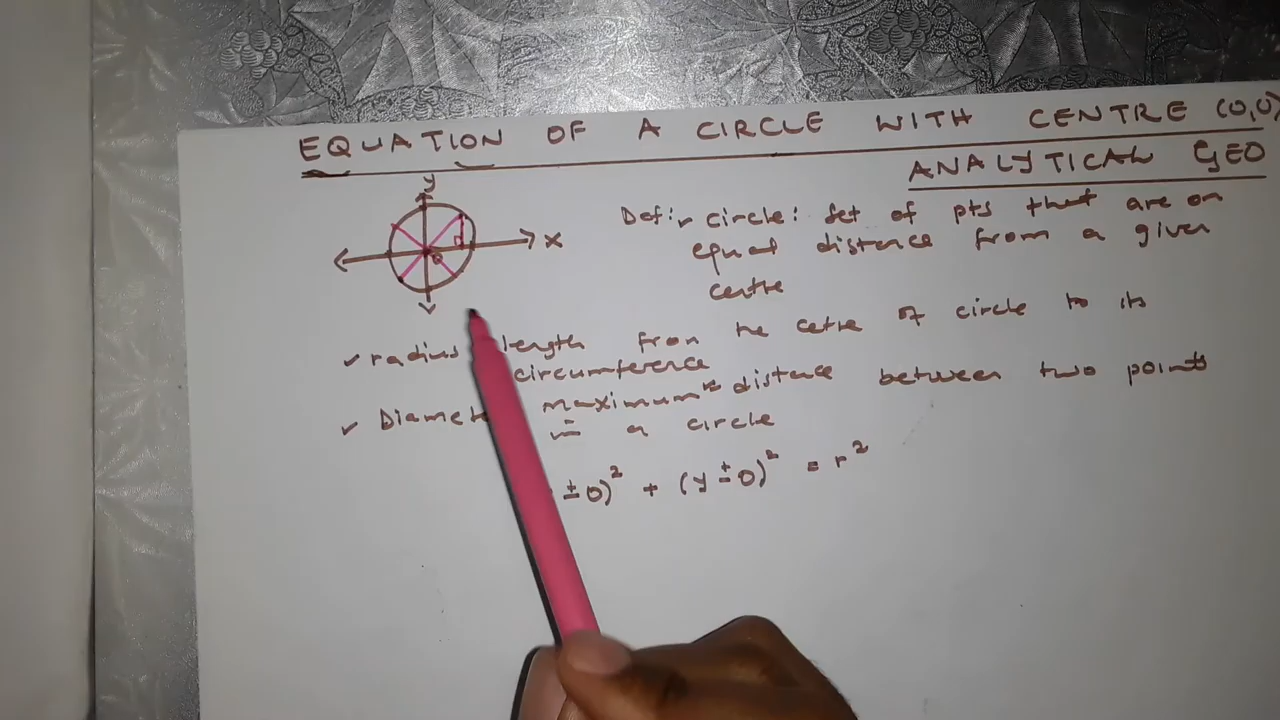 EQUATION OF A CIRCLE WITH CENTRE (0,0)
ANALYTICAL GEO
y
x
0
Def: circle: set of pts that are on
equal distance from a given
centre
✓ radius length from the cetre of circle to its
circumference
✓ Diamet maximum distance between two points
in a circle
± 0)² + (y ± 0)² = r²